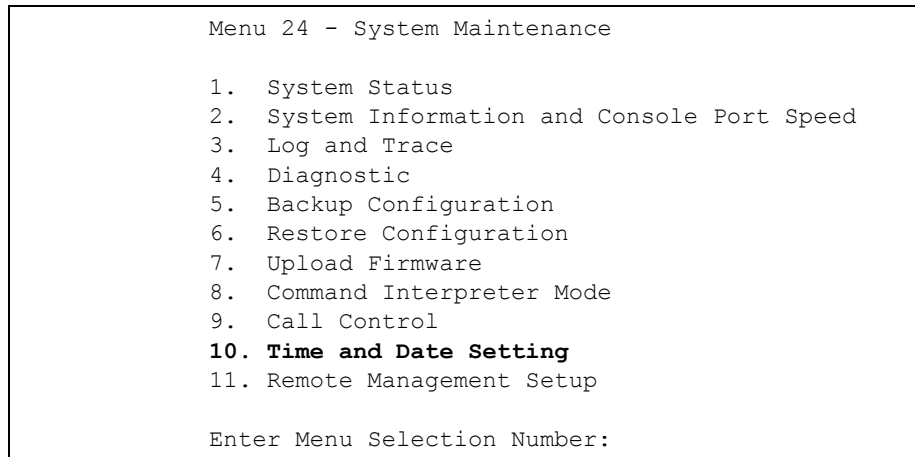 Menu 24 - System Maintenance
1. System Status
2. System Information and Console Port Speed
3. Log and Trace
4. Diagnostic
5. Backup Configuration
6. Restore Configuration
7. Upload Firmware
8. Command Interpreter Mode
9. Call Control
10. Time and Date Setting
11. Remote Management Setup
Enter Menu Selection Number: